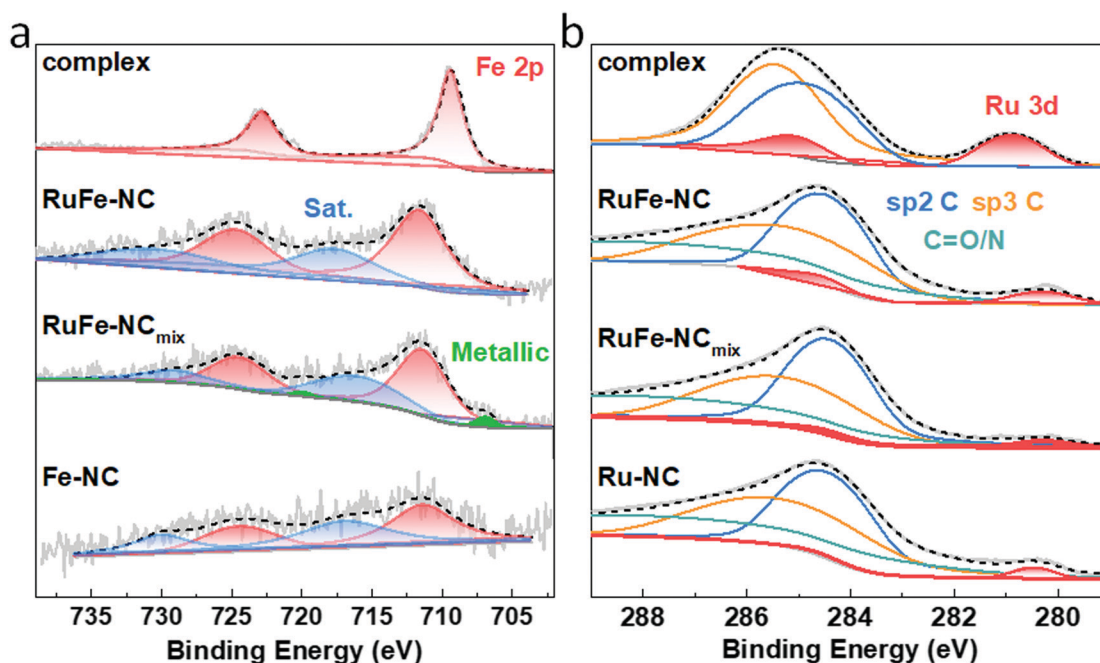 a
complex
Fe 2p
RuFe-NC
Sat.
RuFe-NCmix
Metallic
Fe-NC
735 730 725 720 715 710 705
Binding Energy (eV)
b
complex
Ru 3d
RuFe-NC
sp2 C sp3 C
C=O/N
RuFe-NCmix
Ru-NC
288 286 284 282 280
Binding Energy (eV)